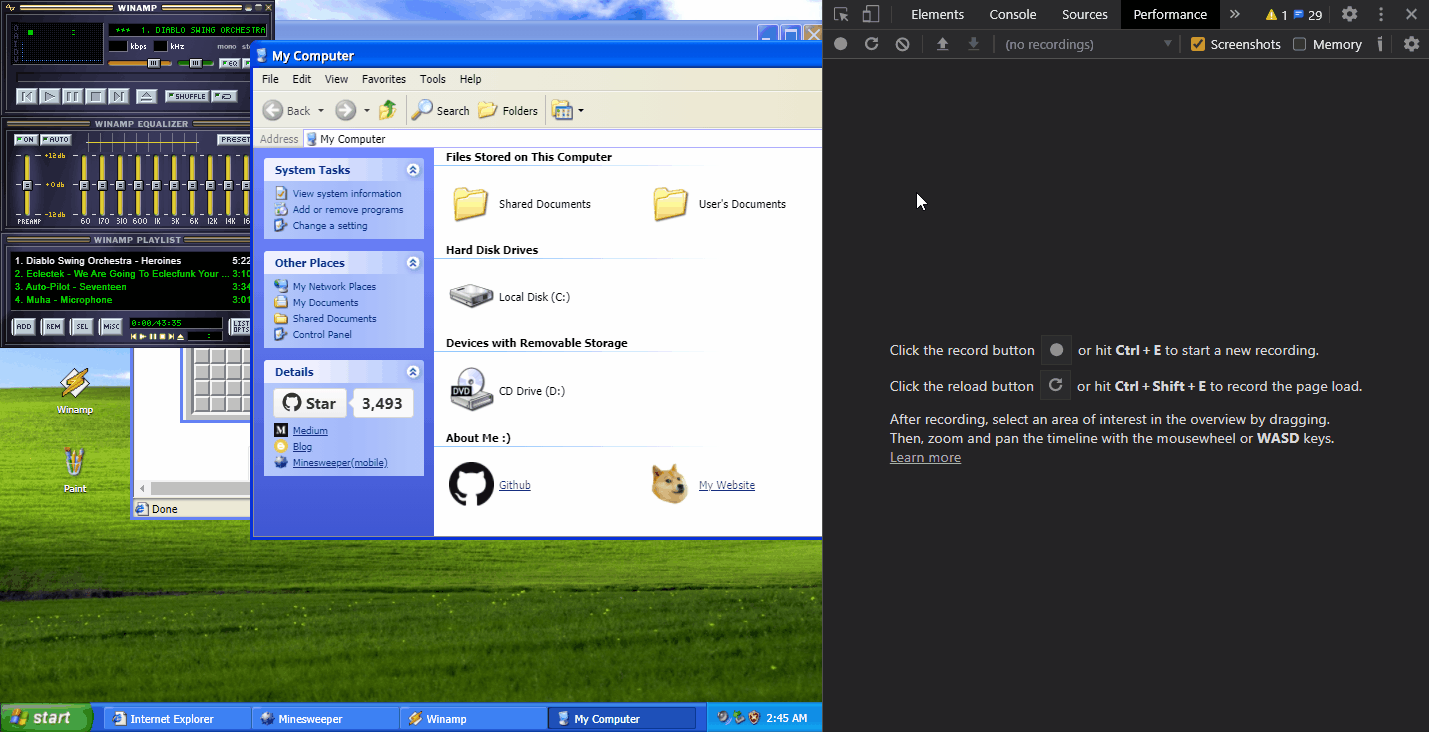 WINAMP
*** 1. DIABLO SWING ORCHESTRA
kbps kHz mono
EQ
SHUFFLE
WINAMP EQUALIZER
ON AUTO PRESET
+12db
+0db
-12db
PREAMP 60 170 310 600 1K 3K 6K 12K 14K
WINAMP PLAYLIST
1. Diablo Swing Orchestra - Heroines 5:22
2. Eclectek - We Are Going To Eclecfunk Your ... 3:10
3. Auto-Pilot - Seventeen 3:34
4. Muha - Microphone 3:01
ADD REM SEL MISC 0:00/43:35 LIST OPTS
Winamp
Paint
Done
My Computer
File Edit View Favorites Tools Help
Back Search Folders
Address My Computer
System Tasks
View system information
Add or remove programs
Change a setting
Other Places
My Network Places
My Documents
Shared Documents
Control Panel
Details
Star 3,493
Medium
Blog
Minesweeper(mobile)
Files Stored on This Computer
Shared Documents User's Documents
Hard Disk Drives
Local Disk (C:)
Devices with Removable Storage
DVD
CD Drive (D:)
About Me :)
Github My Website
start Internet Explorer Minesweeper Winamp My Computer 2:45 AM
Elements Console Sources Performance » 1 29
(no recordings) Screenshots Memory
Click the record button or hit Ctrl + E to start a new recording.
Click the reload button or hit Ctrl + Shift + E to record the page load.
After recording, select an area of interest in the overview by dragging.
Then, zoom and pan the timeline with the mousewheel or WASD keys.
Learn more